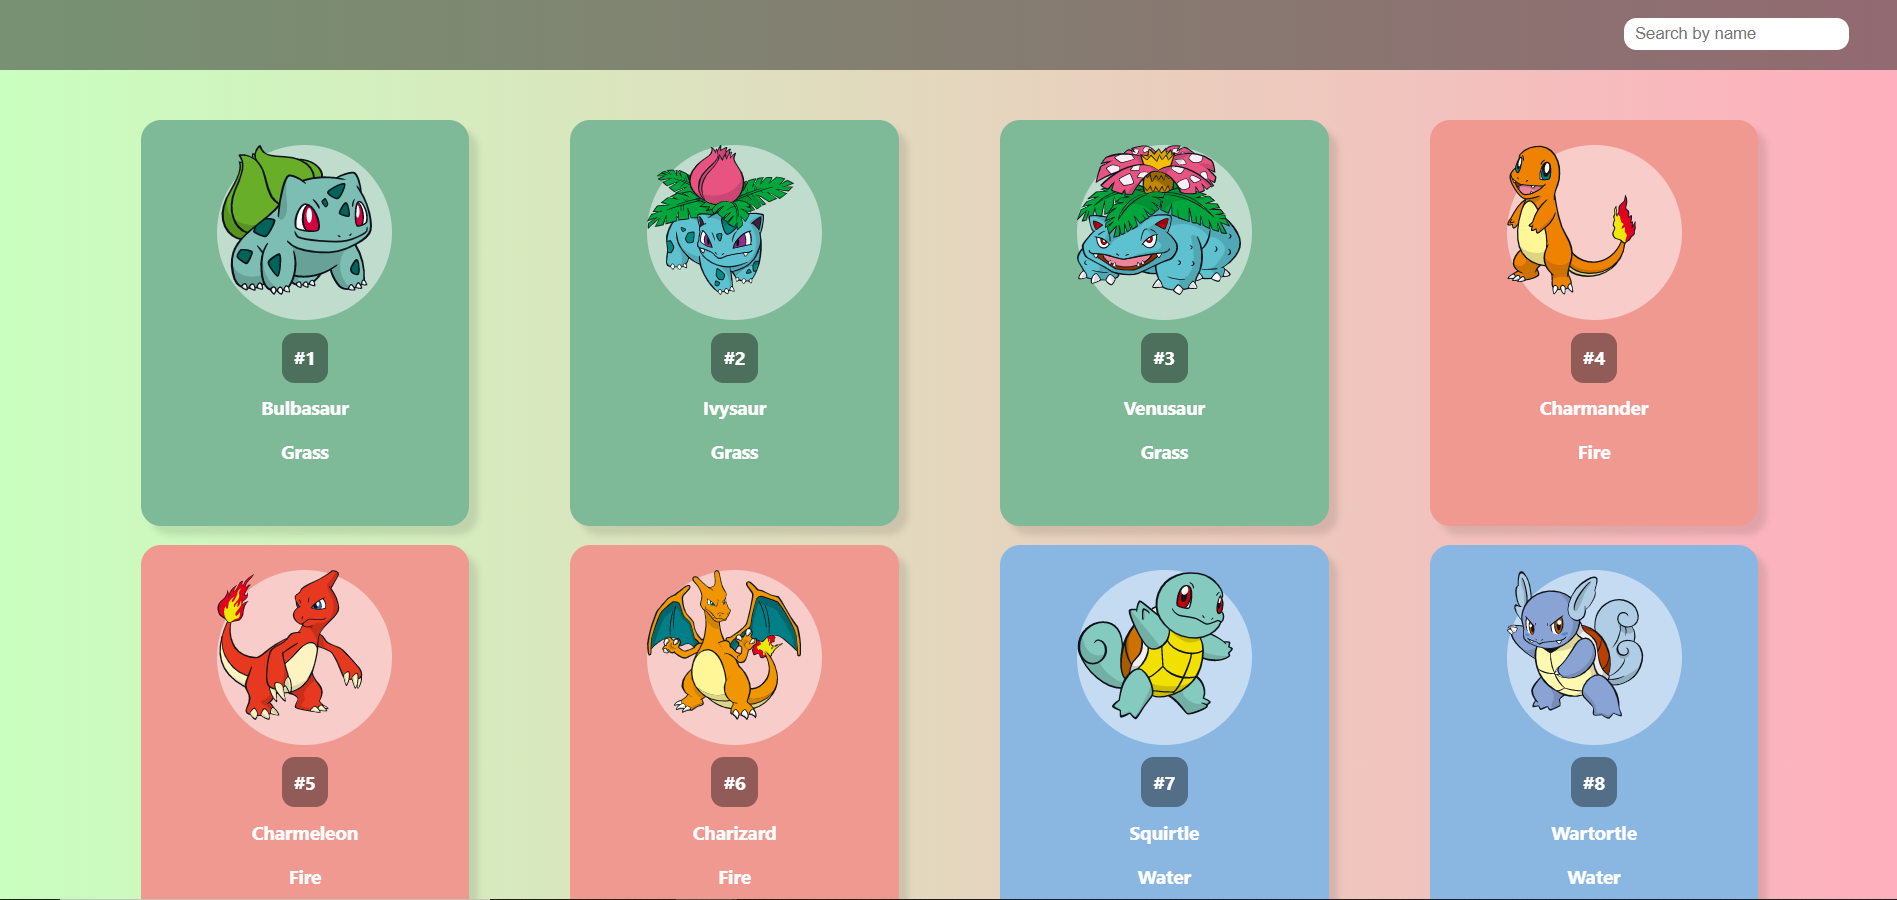 Search by name
#1
Bulbasaur
Grass
#2
Ivysaur
Grass
#3
Venusaur
Grass
#4
Charmander
Fire
#5
Charmeleon
Fire
#6
Charizard
Fire
#7
Squirtle
Water
#8
Wartortle
Water